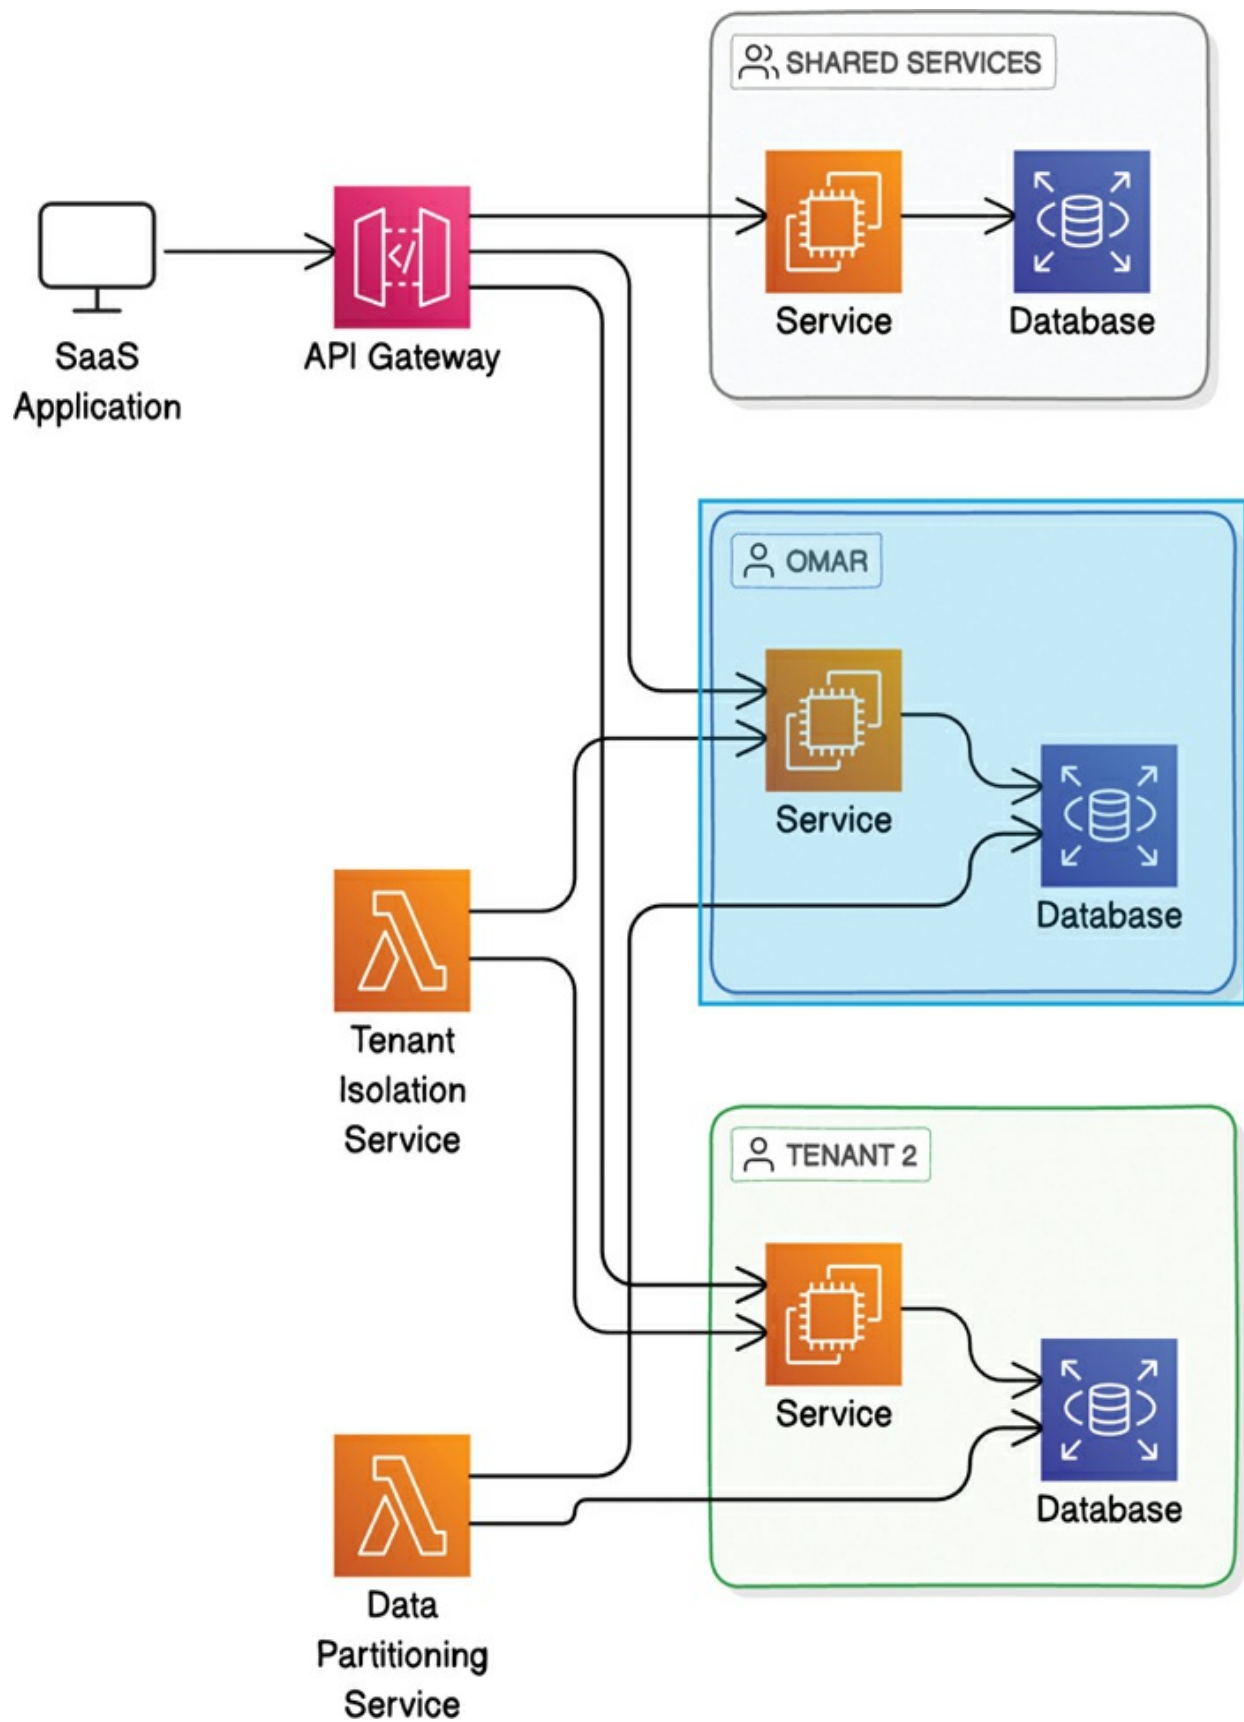 SHARED SERVICES
Service
Database
SaaS
Application
API Gateway
OMAR
Service
Database
Tenant
Isolation
Service
TENANT 2
Service
Database
Data
Partitioning
Service